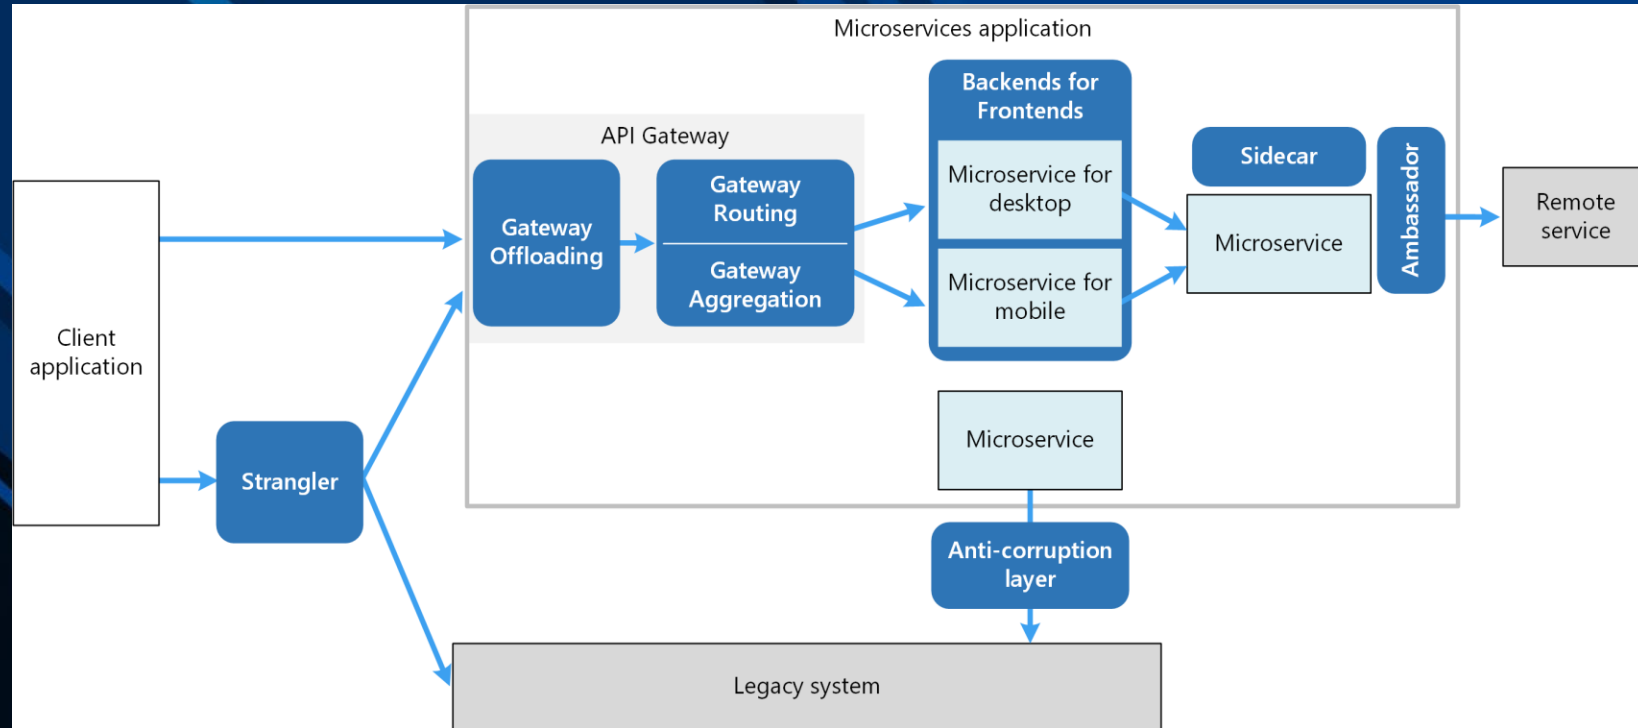 Microservices application
API Gateway
Backends for
Frontends
Gateway
Offloading
Gateway
Routing
Gateway
Aggregation
Microservice for
desktop
Microservice for
mobile
Sidecar
Microservice
Ambassador
Remote
service
Client
application
Strangler
Microservice
Anti-corruption
layer
Legacy system